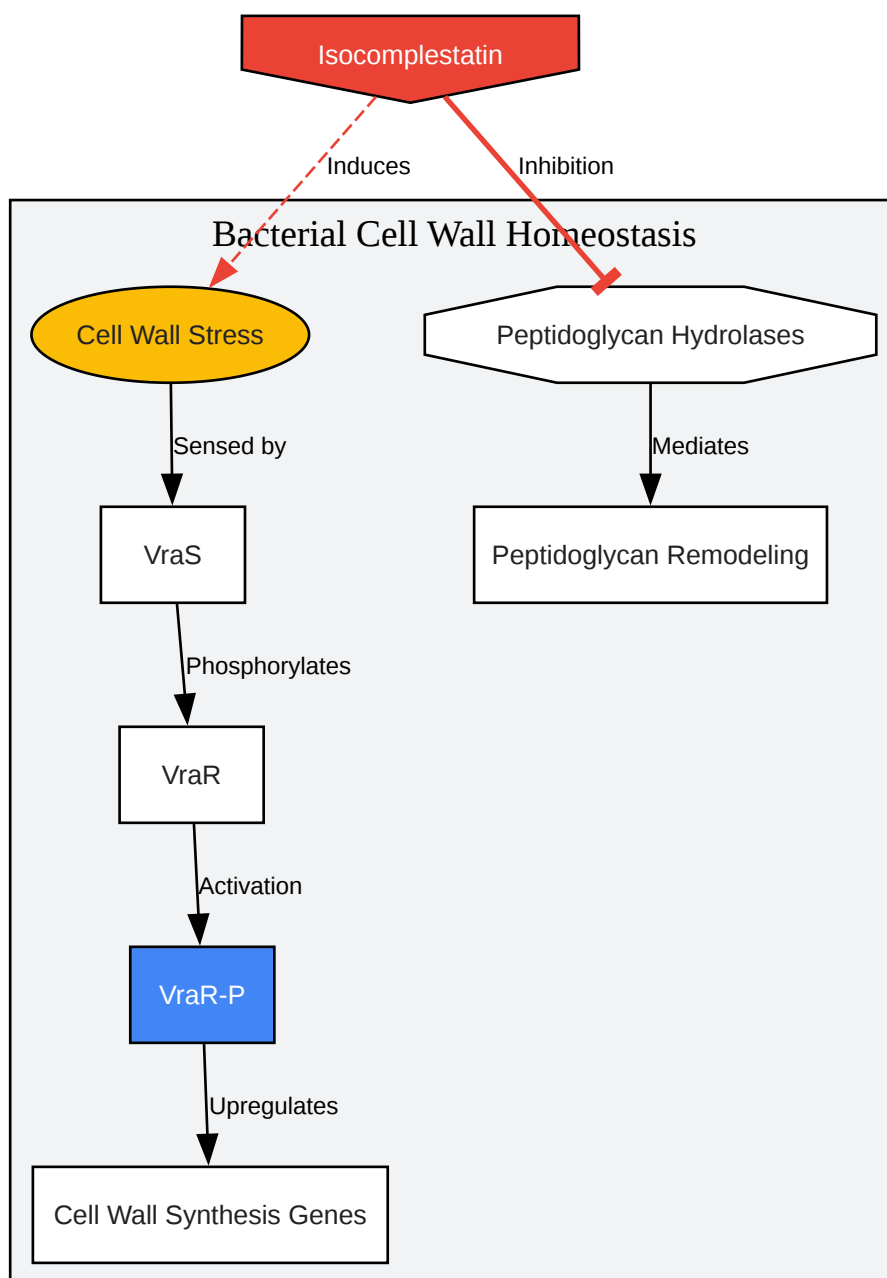 Isocomplestatin
Induces
Inhibition
Bacterial Cell Wall Homeostasis
Cell Wall Stress
Peptidoglycan Hydrolases
Sensed by
Mediates
VraS
Peptidoglycan Remodeling
Phosphorylates
VraR
Activation
VraR-P
Upregulates
Cell Wall Synthesis Genes